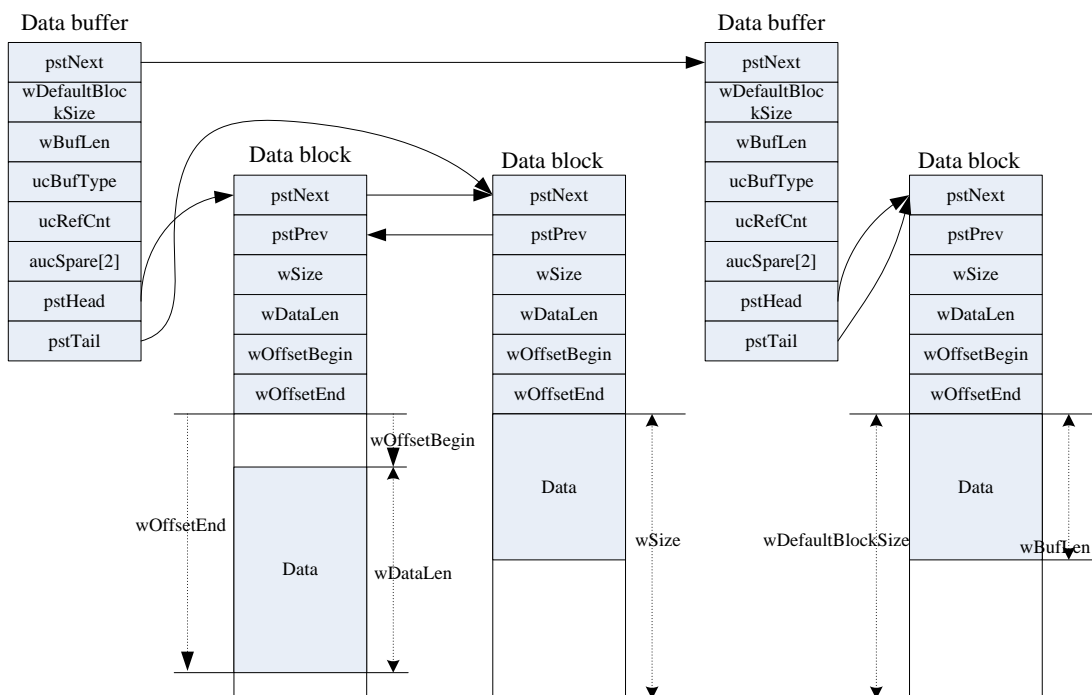 Data buffer
pstNext
wDefaultBloc
kSize
wBufLen
ucBufType
ucRefCnt
aucSpare[2]
pstHead
pstTail
Data block
pstNext
pstPrev
wSize
wDataLen
wOffsetBegin
wOffsetEnd
wOffsetBegin
wOffsetEnd
Data
wDataLen
Data block
pstNext
pstPrev
wSize
wDataLen
wOffsetBegin
wOffsetEnd
Data
wSize
Data buffer
pstNext
wDefaultBloc
kSize
wBufLen
ucBufType
ucRefCnt
aucSpare[2]
pstHead
pstTail
Data block
pstNext
pstPrev
wSize
wDataLen
wOffsetBegin
wOffsetEnd
Data
wDefaultBlockSize
wBufLen